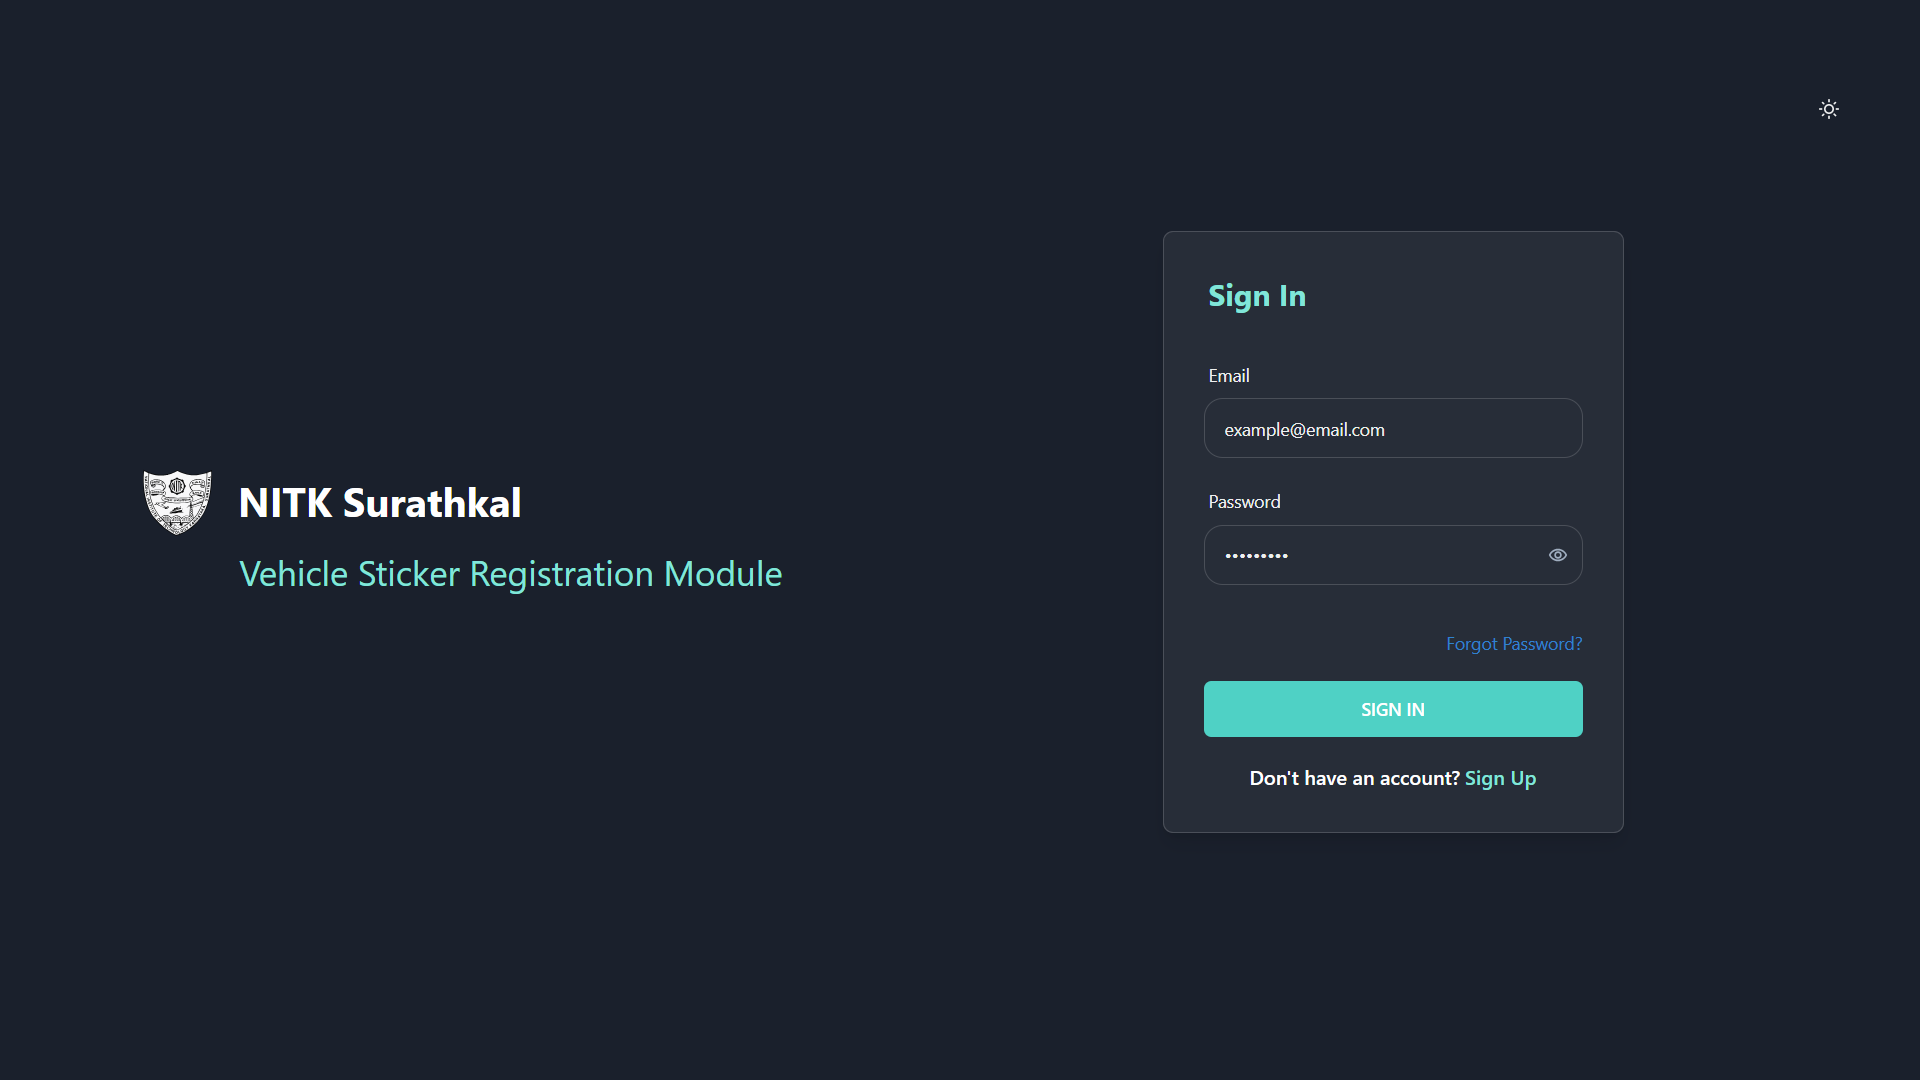 NITK Surathkal
Vehicle Sticker Registration Module
Sign In
Email
example@email.com
Password
•••••••••
Forgot Password?
SIGN IN
Don't have an account? Sign Up